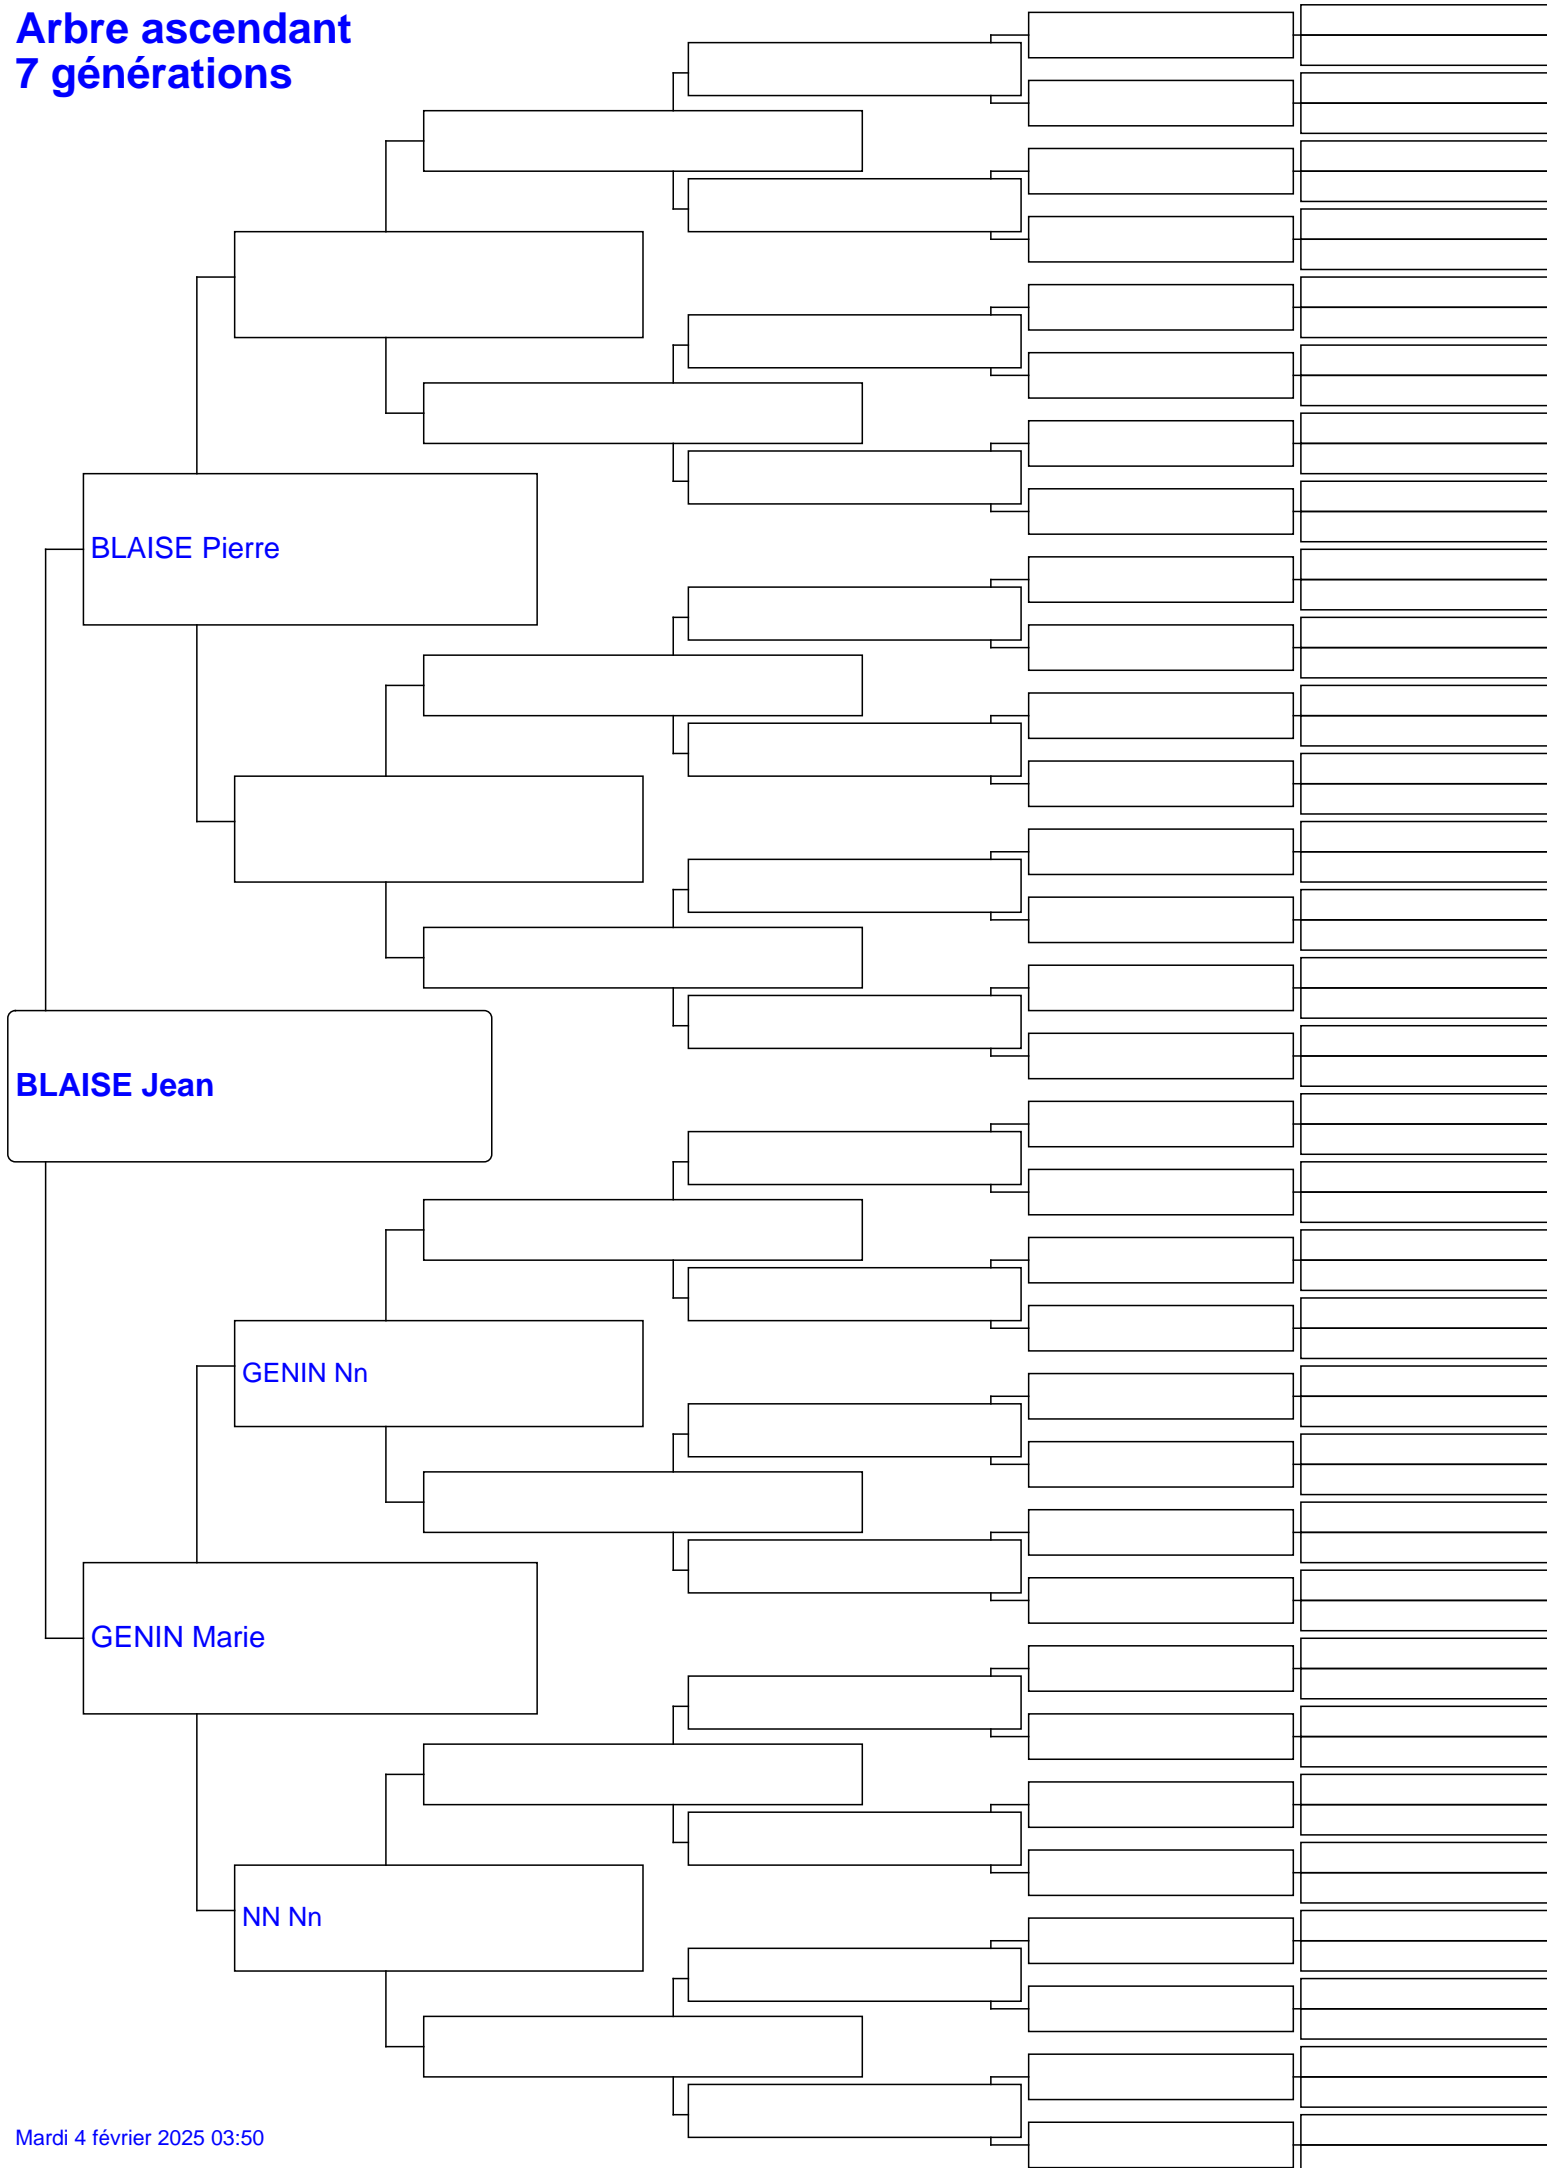 Arbre ascendant
7 générations
BLAISE Pierre
BLAISE Jean
GENIN Nn
GENIN Marie
NN Nn
Mardi 4 février 2025 03:50